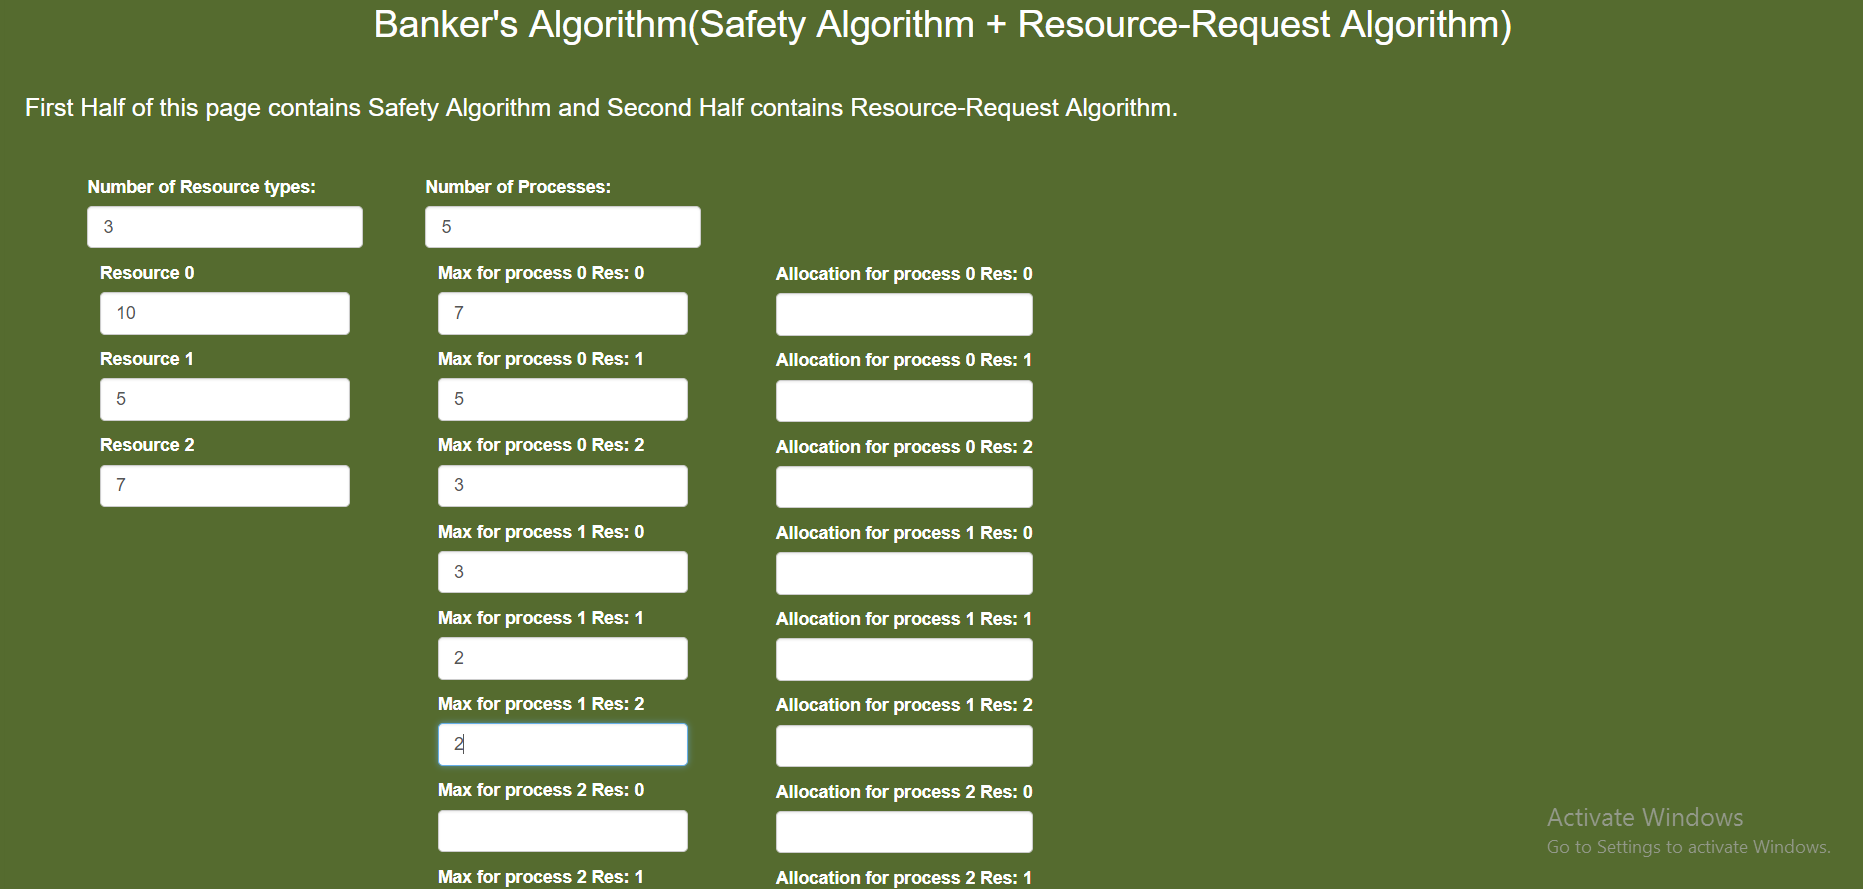 Banker's Algorithm(Safety Algorithm + Resource-Request Algorithm)
First Half of this page contains Safety Algorithm and Second Half contains Resource-Request Algorithm.
Number of Resource types:
Number of Processes:
3
5
Resource 0
Max for process 0 Res: 0
Allocation for process 0 Res: 0
10
7
Resource 1
Max for process 0 Res: 1
Allocation for process 0 Res: 1
5
5
Resource 2
Max for process 0 Res: 2
Allocation for process 0 Res: 2
7
3
Max for process 1 Res: 0
Allocation for process 1 Res: 0
3
Max for process 1 Res: 1
Allocation for process 1 Res: 1
2
Max for process 1 Res: 2
Allocation for process 1 Res: 2
2
Max for process 2 Res: 0
Allocation for process 2 Res: 0
Activate Windows
Go to Settings to activate Windows.
Max for process 2 Res: 1
Allocation for process 2 Res: 1